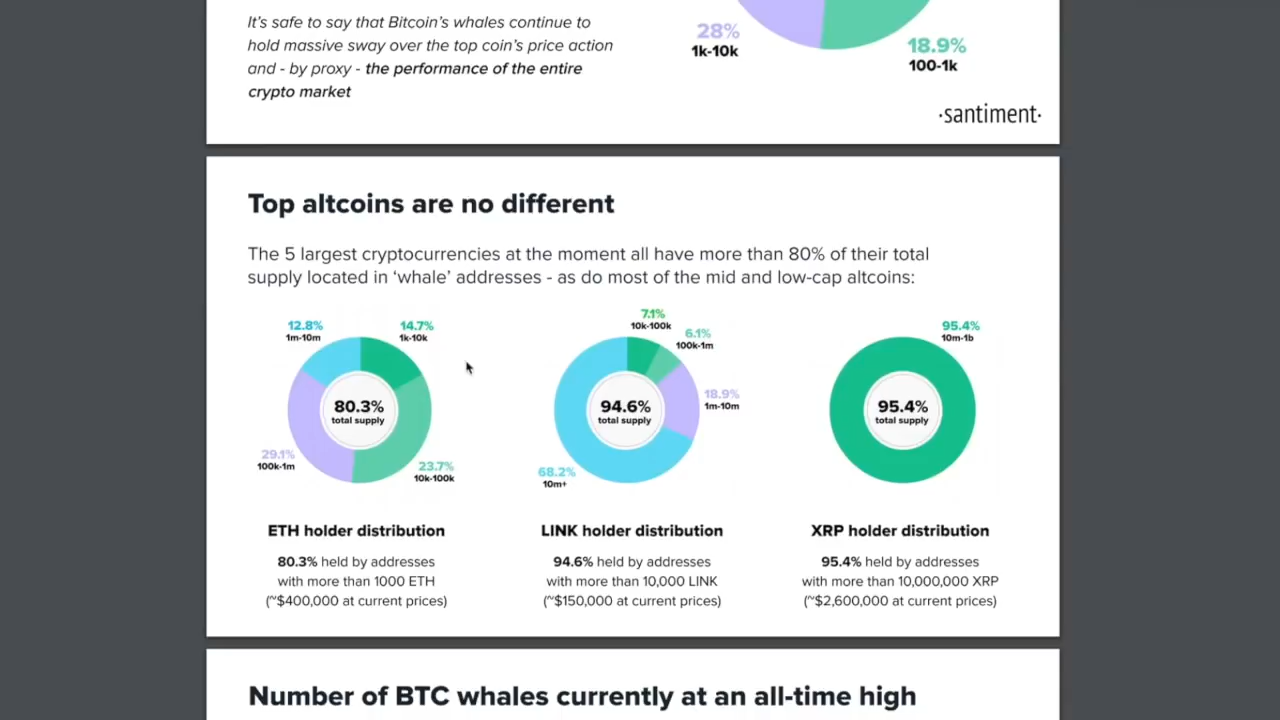 It's safe to say that Bitcoin's whales continue to
hold massive sway over the top coin's price action
and - by proxy - the performance of the entire
crypto market
28%
1k-10k
18.9%
100-1k
·santiment·
Top altcoins are no different
The 5 largest cryptocurrencies at the moment all have more than 80% of their total
supply located in 'whale' addresses - as do most of the mid and low-cap altcoins:
12.8%
1m-10m
14.7%
1k-10k
80.3%
total supply
29.1%
100k-1m
23.7%
10k-100k
ETH holder distribution
80.3% held by addresses
with more than 1000 ETH
(~$400,000 at current prices)
7.1%
10k-100k
6.1%
100k-1m
94.6%
total supply
18.9%
1m-10m
68.2%
10m+
LINK holder distribution
94.6% held by addresses
with more than 10,000 LINK
(~$150,000 at current prices)
95.4%
10m-1b
95.4%
total supply
XRP holder distribution
95.4% held by addresses
with more than 10,000,000 XRP
(~$2,600,000 at current prices)
Number of BTC whales currently at an all-time high